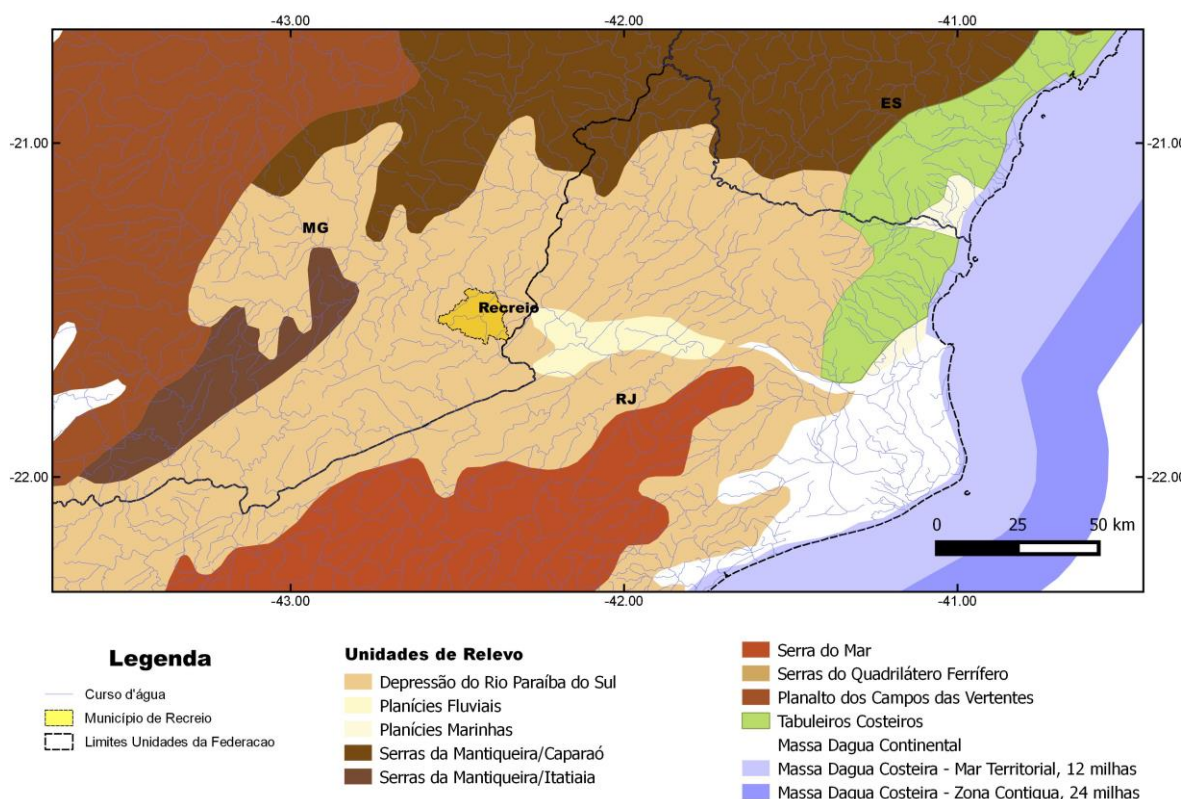 -43.00 -42.00 -41.00
ES
-21.00 -21.00
MG
Recreio
RJ
-22.00 -22.00
0 25 50 km
-43.00 -42.00 -41.00
Legenda
Curso d'água
Município de Recreio
Limites Unidades da Federacao
Unidades de Relevo
Depressão do Rio Paraíba do Sul
Planícies Fluviais
Planícies Marinhas
Serras da Mantiqueira/Caparaó
Serras da Mantiqueira/Itatiaia
Serra do Mar
Serras do Quadrilátero Ferrífero
Planalto dos Campos das Vertentes
Tabuleiros Costeiros
Massa Dagua Continental
Massa Dagua Costeira - Mar Territorial, 12 milhas
Massa Dagua Costeira - Zona Contigua, 24 milhas